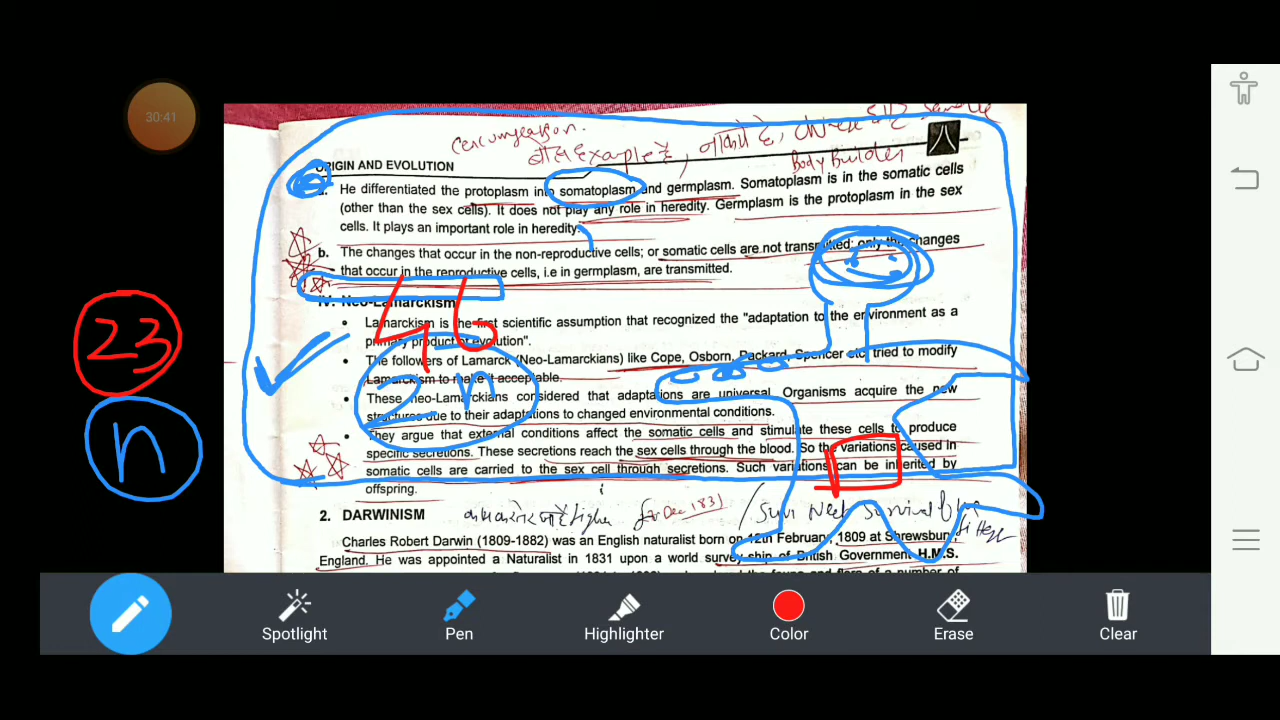 30:41
circumcission.
ORIGIN AND EVOLUTION
Body Builder
a. He differentiated the protoplasm into somatoplasm and germplasm. Somatoplasm is in the somatic cells
(other than the sex cells). It does not play any role in heredity. Germplasm is the protoplasm in the sex
cells. It plays an important role in heredity.
b. The changes that occur in the non-reproductive cells; or somatic cells are not transmitted; only the changes
that occur in the reproductive cells, i.e in germplasm, are transmitted.
IV. Neo-Lamarckism
46
• Lamarckism is the first scientific assumption that recognized the "adaptation to the environment as a
primary product of evolution".
23
• The followers of Lamarck (Neo-Lamarckians) like Cope, Osborn, Packard, Spencer etc, tried to modify
Lamarckism to make it acceptable.
2n
• These neo-Lamarckians considered that adaptations are universal. Organisms acquire the new
structures due to their adaptations to changed environmental conditions.
n
• They argue that external conditions affect the somatic cells and stimulate these cells to produce
specific secretions. These secretions reach the sex cells through the blood. So the variations caused in
somatic cells are carried to the sex cell through secretions. Such variations can be inherited by
offspring.
2. DARWINISM
Dec 1831
Survival of
Charles Robert Darwin (1809-1882) was an English naturalist born on 12th February, 1809 at Shrewsbury,
England. He was appointed a Naturalist in 1831 upon a world survey ship of British Government H.M.S.
Spotlight
Pen
Highlighter
Color
Erase
Clear